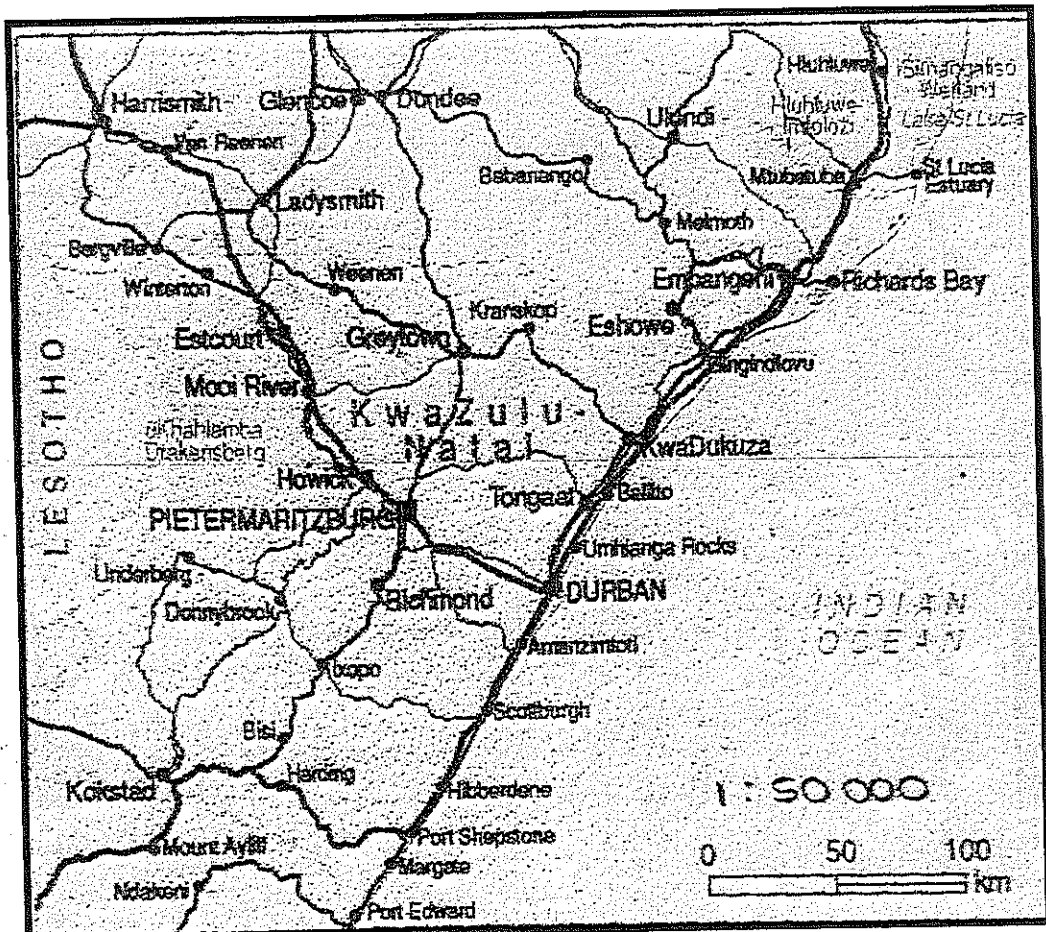 Hluhluwe
iSimangaliso
Wetland
Harrismith
Glencoe
Dundee
Ulundi
Hluhluwe-
Imfolozi
Lake St Lucia
Van Reenen
Babanango
Mtubatuba
St Lucia
Estuary
Ladysmith
Melmoth
Bergville
Winterton
Weenen
Empangeni
Richards Bay
Kranskop
Eshowe
Estcourt
Greytown
Gingindlovu
LESOTHO
Mooi River
KwaZulu-
Natal
uKhahlamba
Drakensberg
KwaDukuza
Howick
Tongaat
Ballito
PIETERMARITZBURG
Umhlanga Rocks
Underberg
Richmond
DURBAN
Donnybrook
INDIAN
OCEAN
Amanzimtoti
Ixopo
Scottburgh
Bisi
Kokstad
Harding
Hibberdene
1 : 50 000
Port Shepstone
0 50 100
Mount Ayliff
Margate
km
Ndakeni
Port Edward